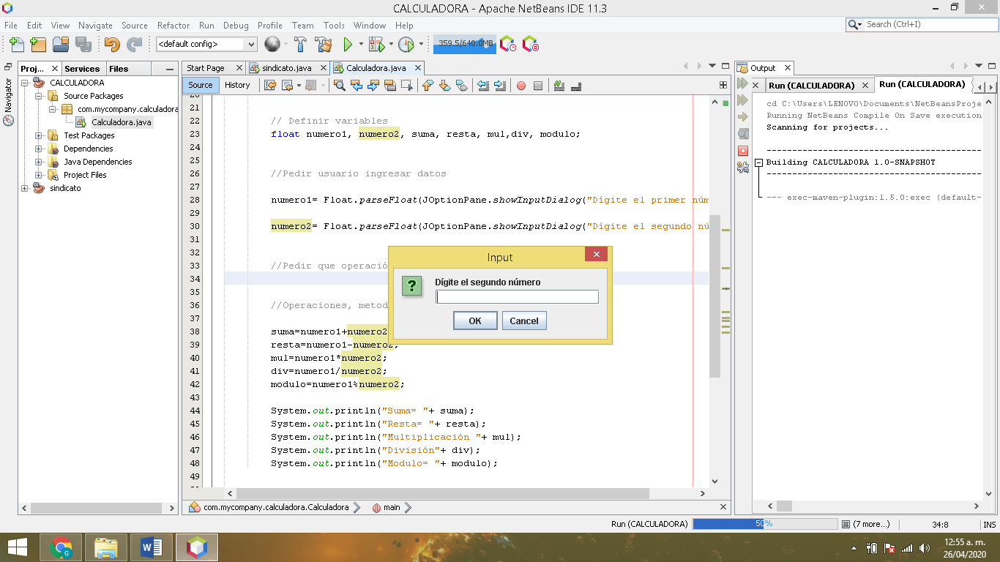 CALCULADORA - Apache NetBeans IDE 11.3
File Edit View Navigate Source Refactor Run Debug Profile Team Tools Window Help
Search (Ctrl+I)
<default config>
359.5/640.0MB
Proj... Services Files
Navigator
CALCULADORA
Source Packages
com.mycompany.calculadora
Calculadora.java
Test Packages
Dependencies
Java Dependencies
Project Files
sindicato
Start Page sindicato.java Calculadora.java
Source History
20
21
22 // Definir variables
23 float numero1, numero2, suma, resta, mul,div, modulo;
24
25
26 //Pedir usuario ingresar datos
27
28 numero1= Float.parseFloat(JOptionPane.showInputDialog("Dígite el primer núm
29
30 numero2= Float.parseFloat(JOptionPane.showInputDialog("Dígite el segundo nú
31
32
33 //Pedir que operació
34
35
36 //Operaciones, metod
37
38 suma=numero1+numero2
39 resta=numero1-numero2;
40 mul=numero1*numero2;
41 div=numero1/numero2;
42 modulo=numero1%numero2;
43
44 System.out.println("Suma= "+ suma);
45 System.out.println("Resta= "+ resta);
46 System.out.println("Multiplicación "+ mul);
47 System.out.println("División"+ div);
48 System.out.println("Modulo= "+ modulo);
49
Input
?
Dígite el segundo número
OK Cancel
com.mycompany.calculadora.Calculadora main
Output
Run (CALCULADORA) Run (CALCULADORA)
cd C:\Users\LENOVO\Documents\NetBeansProje
Running NetBeans Compile On Save execution
Scanning for projects...
------------------------------------------
Building CALCULADORA 1.0-SNAPSHOT
------------------------------------------
--- exec-maven-plugin:1.5.0:exec (default-
Run (CALCULADORA) 50% (7 more...) 34:8 INS
12:55 a. m.
26/04/2020